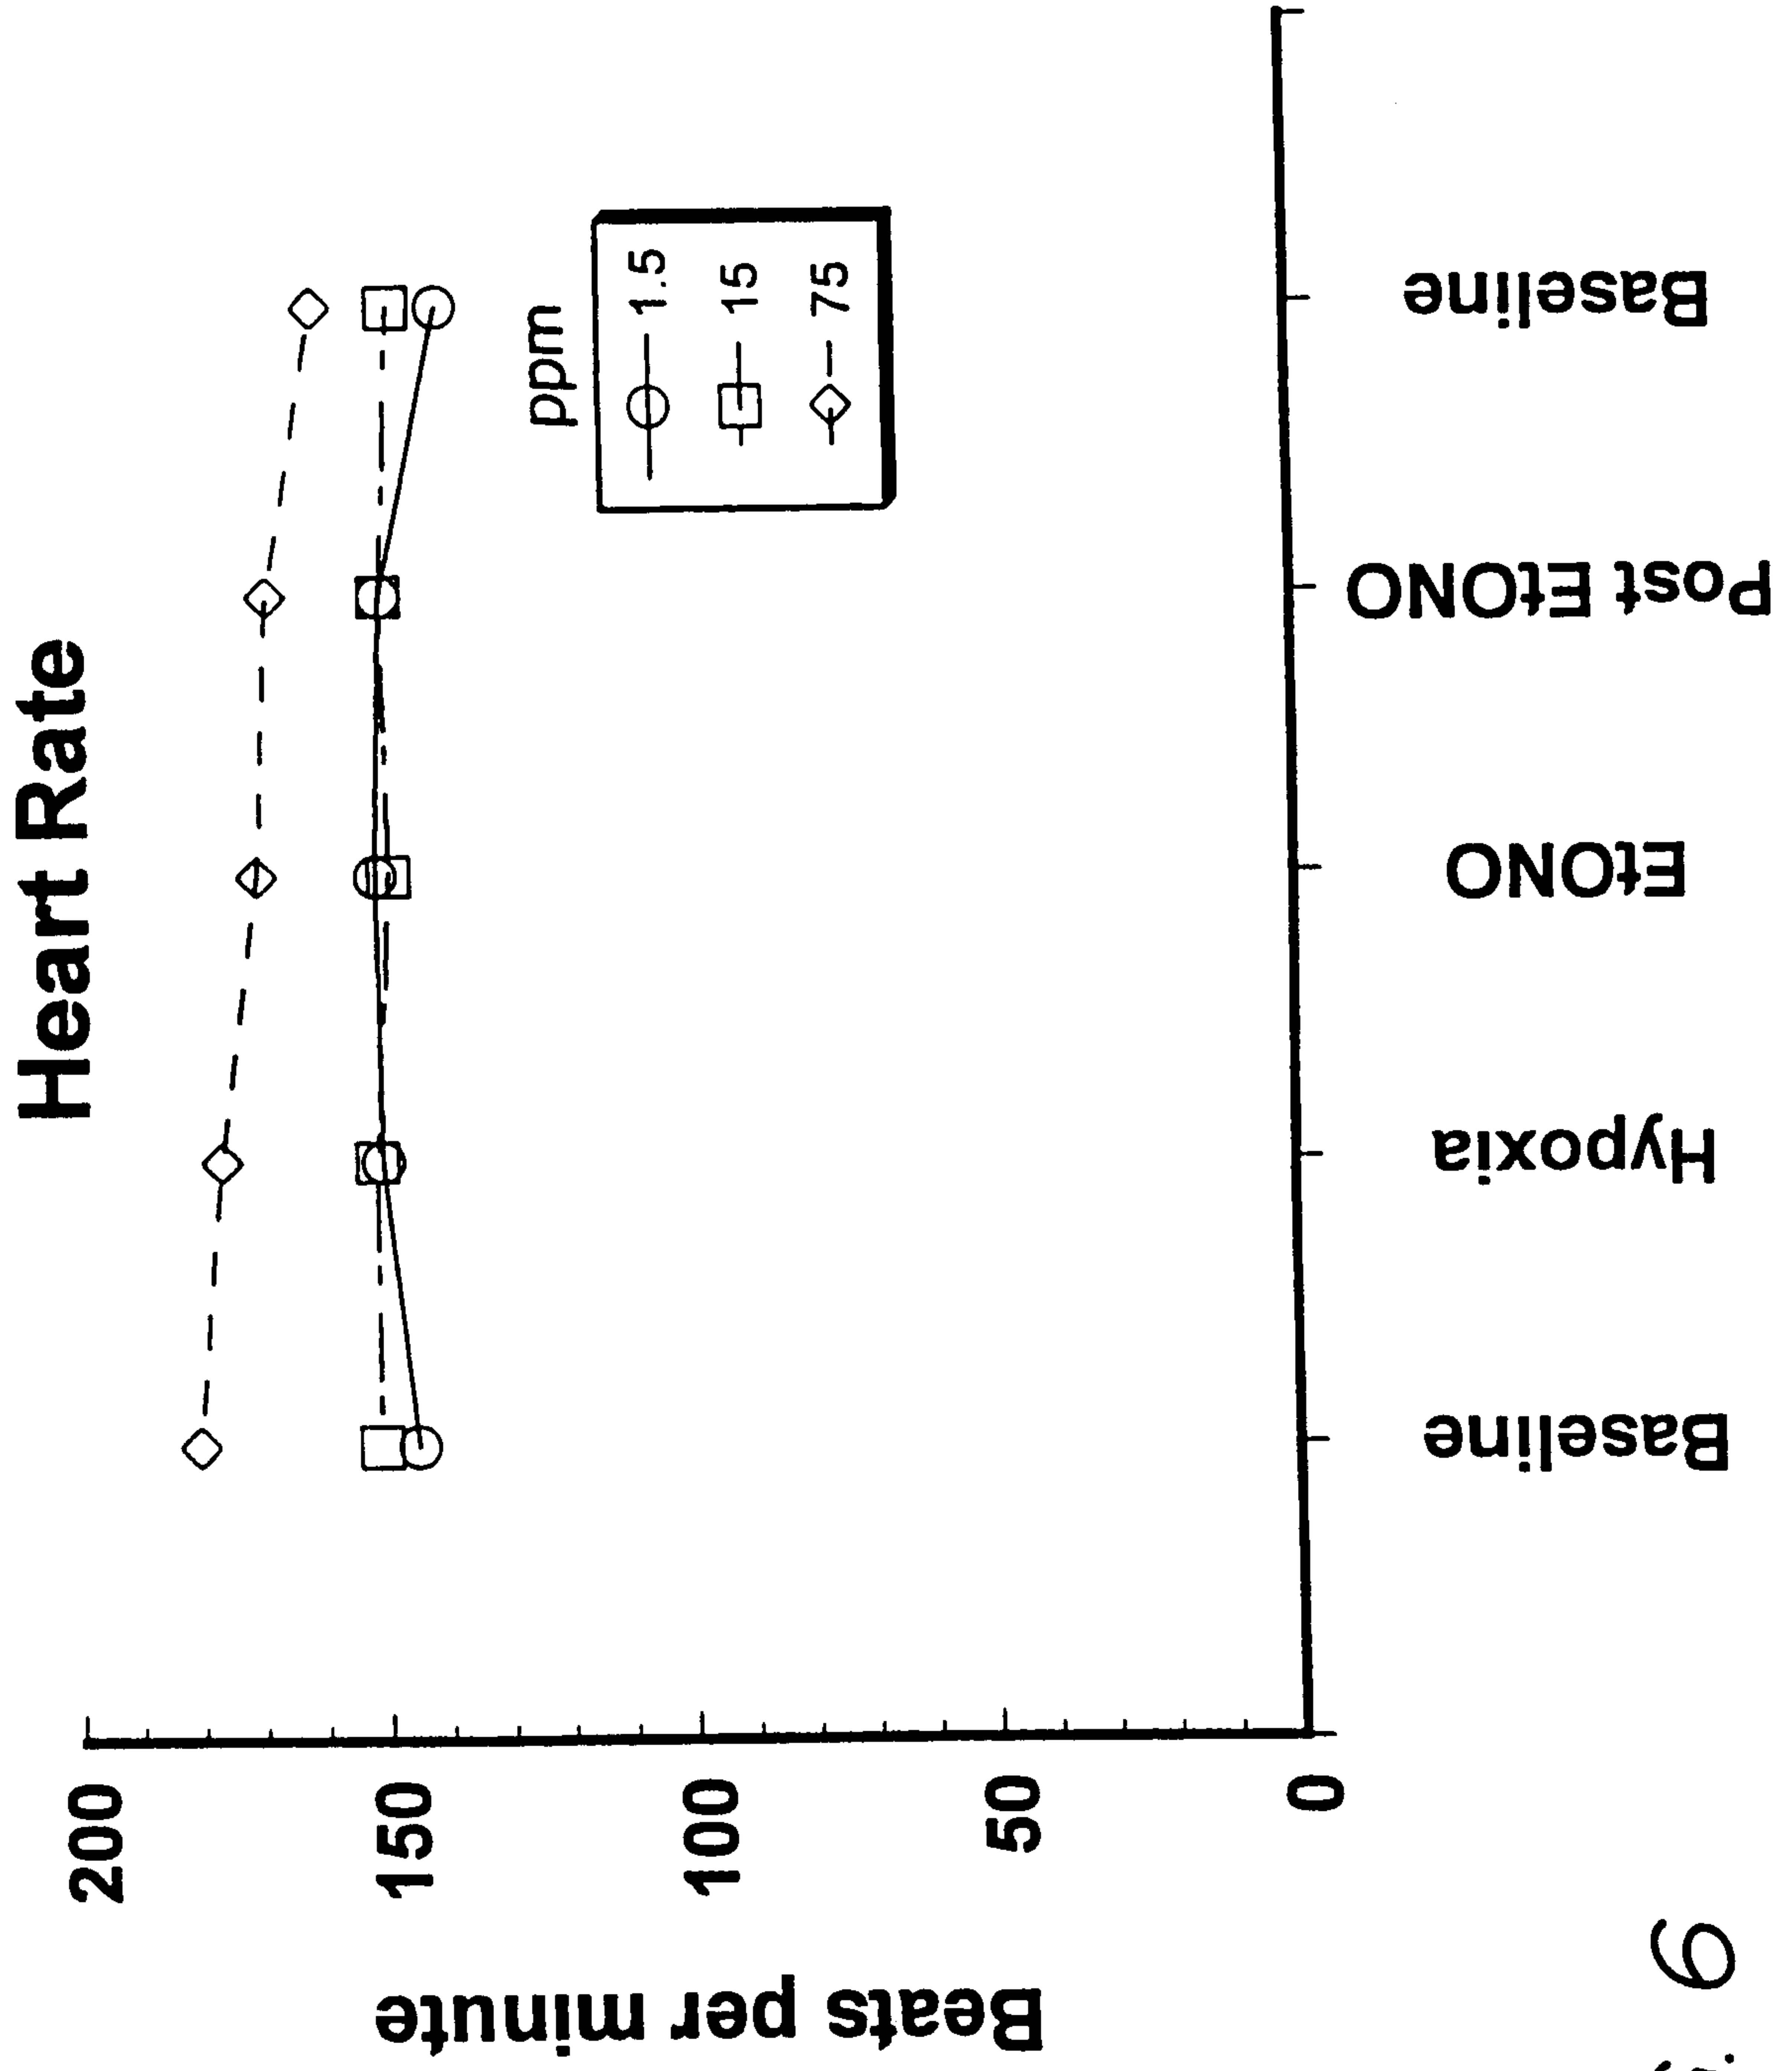 Heart Rate
Beats per minute
200
150
100
50
0
ppm
1.5
15
75
Baseline
Hypoxia
EtONO
Post EtONO
Baseline
6